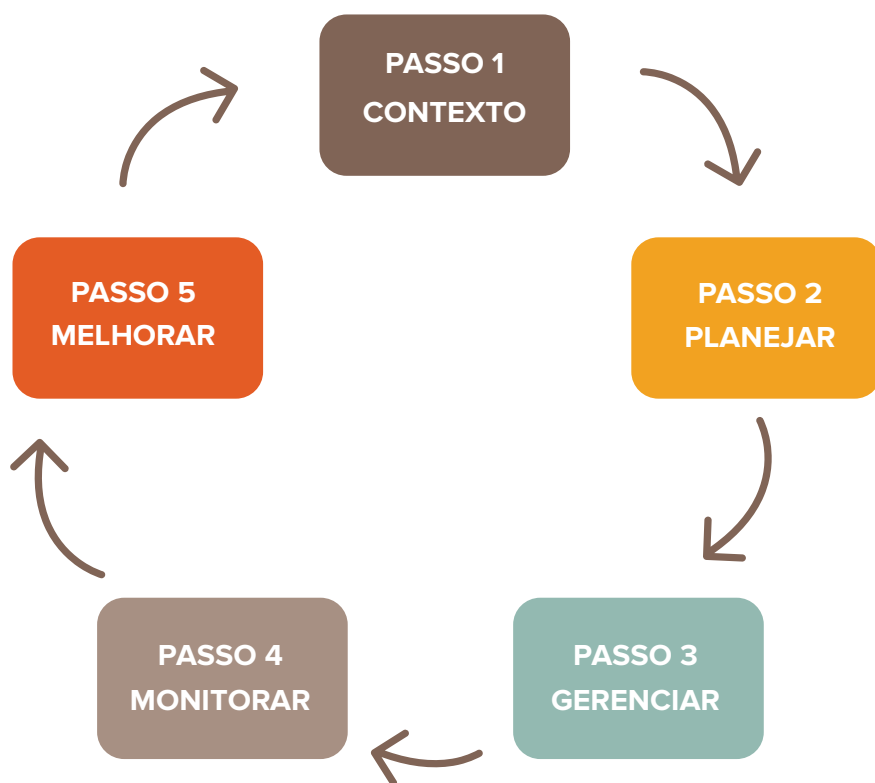 PASSO 1
CONTEXTO
PASSO 2
PLANEJAR
PASSO 3
GERENCIAR
PASSO 4
MONITORAR
PASSO 5
MELHORAR